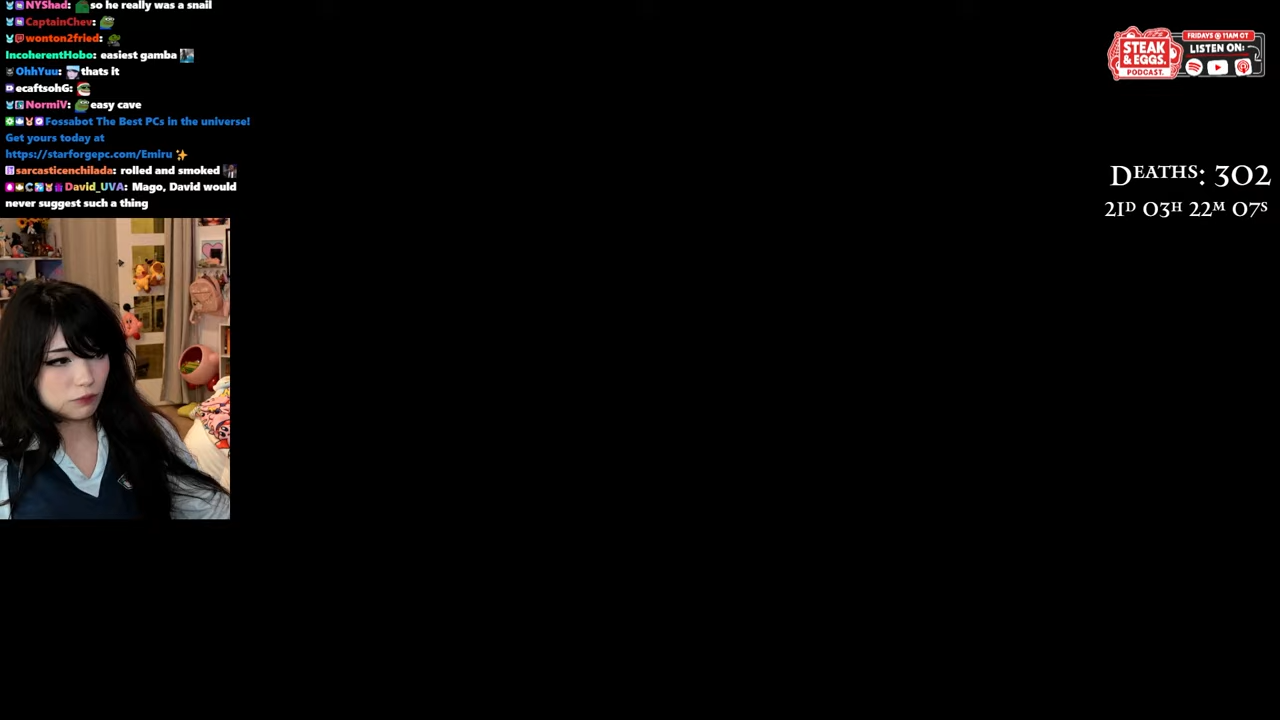 NYShad: so he really was a snail
CaptainChev:
wonton2fried:
IncoherentHobo: easiest gamba
OhhYuu: thats it
ecaftsohG:
NormiV: easy cave
Fossabot The Best PCs in the universe!
Get yours today at
https://starforgepc.com/Emiru
sarcasticenchilada: rolled and smoked
David_UVA: Mago, David would
never suggest such a thing
STEAK
& EGGS.
PODCAST.
FRIDAYS @ 11AM CT
LISTEN ON:
DEATHS: 302
21D 03H 22M 07S